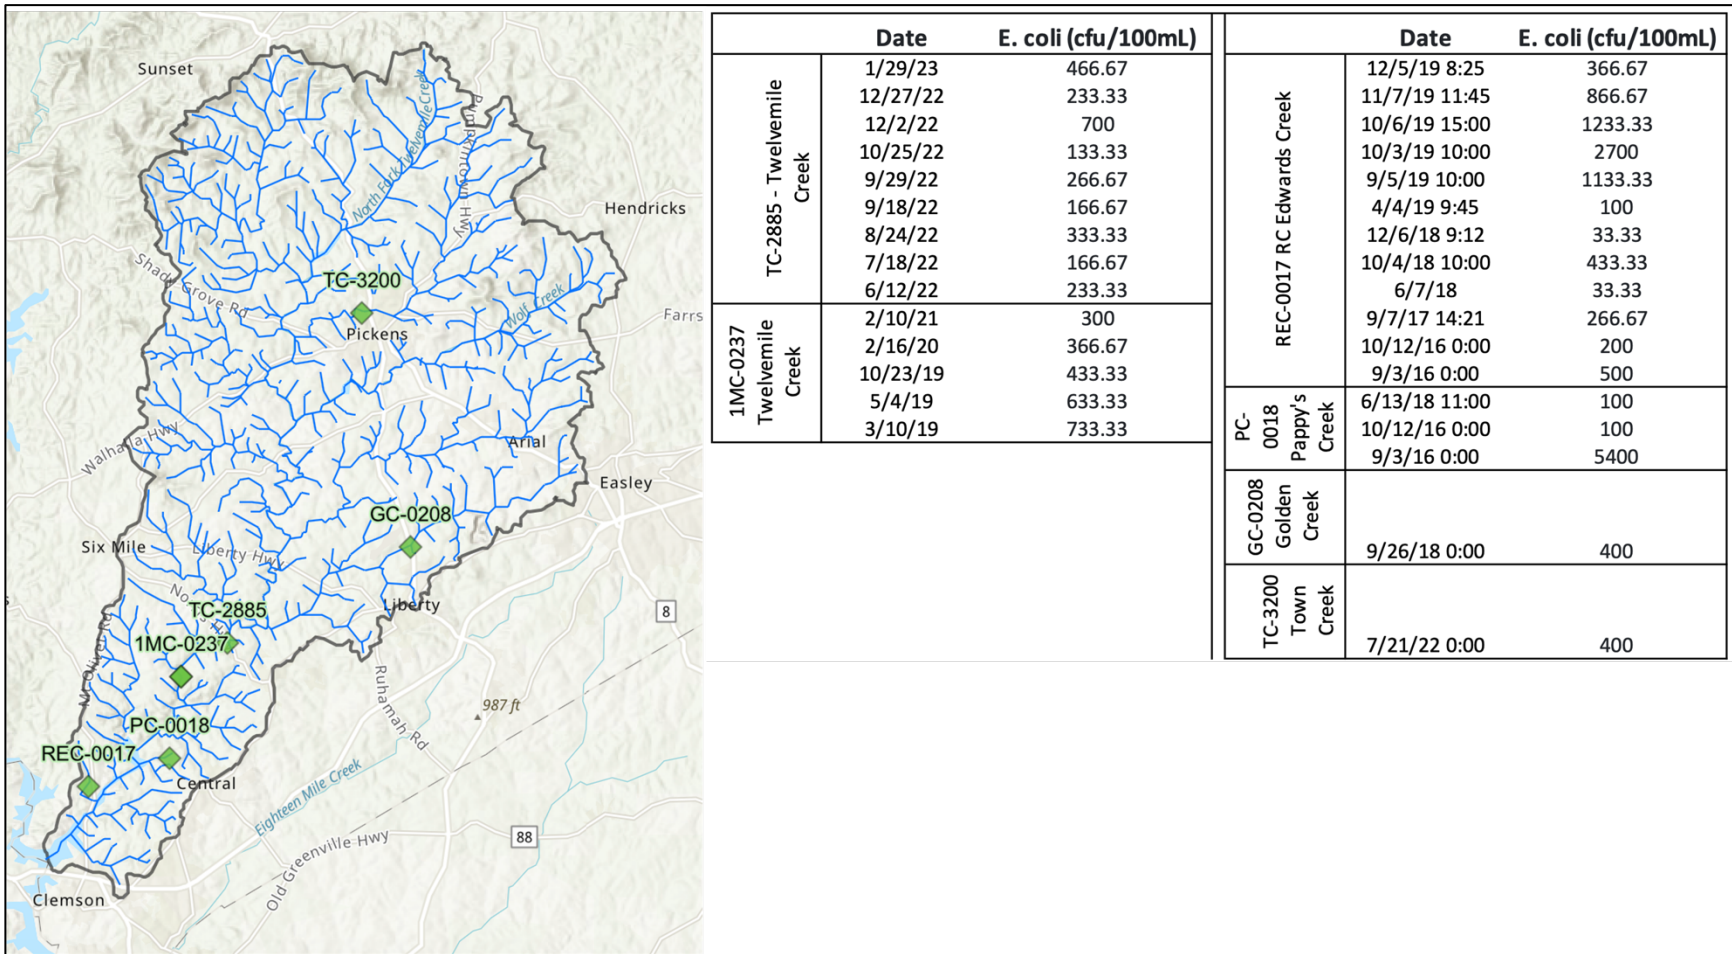 Sunset
North Fork Twelvemile Creek
Pumpkintown Hwy
Hendricks
TC-3200
Shady Grove Rd
Wolf Creek
Farrs
Pickens
Walhalla Hwy
Arial
Easley
GC-0208
Six Mile
Liberty Hwy
TC-2885
Liberty
8
1MC-0237
Ruhamah Rd
987 ft
PC-0018
REC-0017
Central
Eighteen Mile Creek
88
Old Greenville Hwy
Clemson
Date E. coli (cfu/100mL)
TC-2885 - Twelvemile
Creek
1/29/23 466.67
12/27/22 233.33
12/2/22 700
10/25/22 133.33
9/29/22 266.67
9/18/22 166.67
8/24/22 333.33
7/18/22 166.67
6/12/22 233.33
1MC-0237
Twelvemile
Creek
2/10/21 300
2/16/20 366.67
10/23/19 433.33
5/4/19 633.33
3/10/19 733.33
Date E. coli (cfu/100mL)
REC-0017 RC Edwards Creek
12/5/19 8:25 366.67
11/7/19 11:45 866.67
10/6/19 15:00 1233.33
10/3/19 10:00 2700
9/5/19 10:00 1133.33
4/4/19 9:45 100
12/6/18 9:12 33.33
10/4/18 10:00 433.33
6/7/18 33.33
9/7/17 14:21 266.67
10/12/16 0:00 200
9/3/16 0:00 500
PC-
0018
Pappy's
Creek
6/13/18 11:00 100
10/12/16 0:00 100
9/3/16 0:00 5400
GC-0208
Golden
Creek
9/26/18 0:00 400
TC-3200
Town
Creek
7/21/22 0:00 400